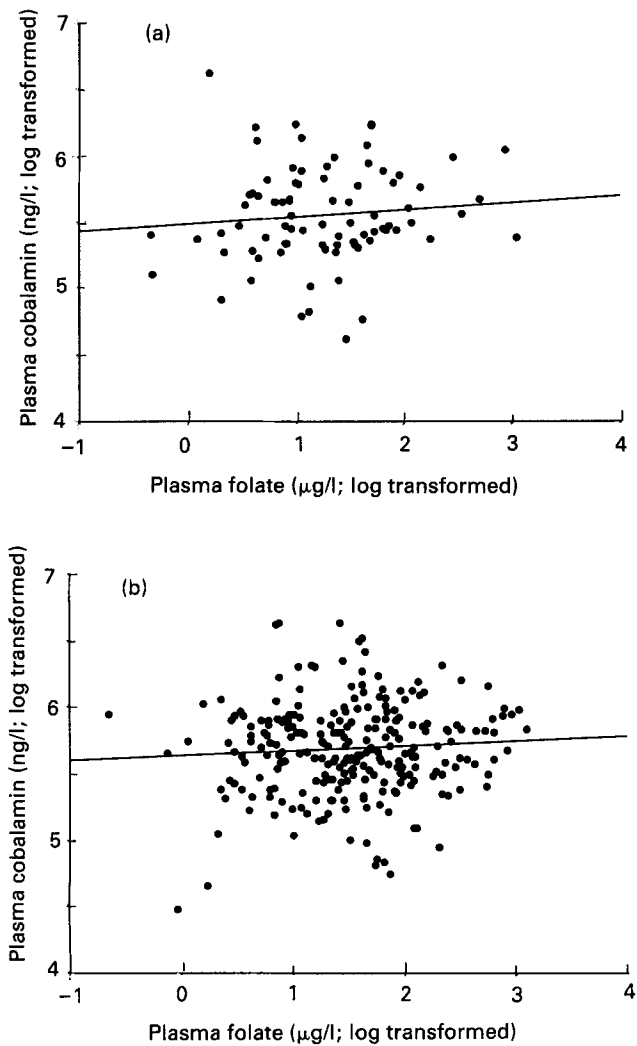 (a)
Plasma cobalamin (ng/l; log transformed)
7
6
5
4
–1 0 1 2 3 4
Plasma folate (µg/l; log transformed)
(b)
Plasma cobalamin (ng/l; log transformed)
7
6
5
4
–1 0 1 2 3 4
Plasma folate (µg/l; log transformed)